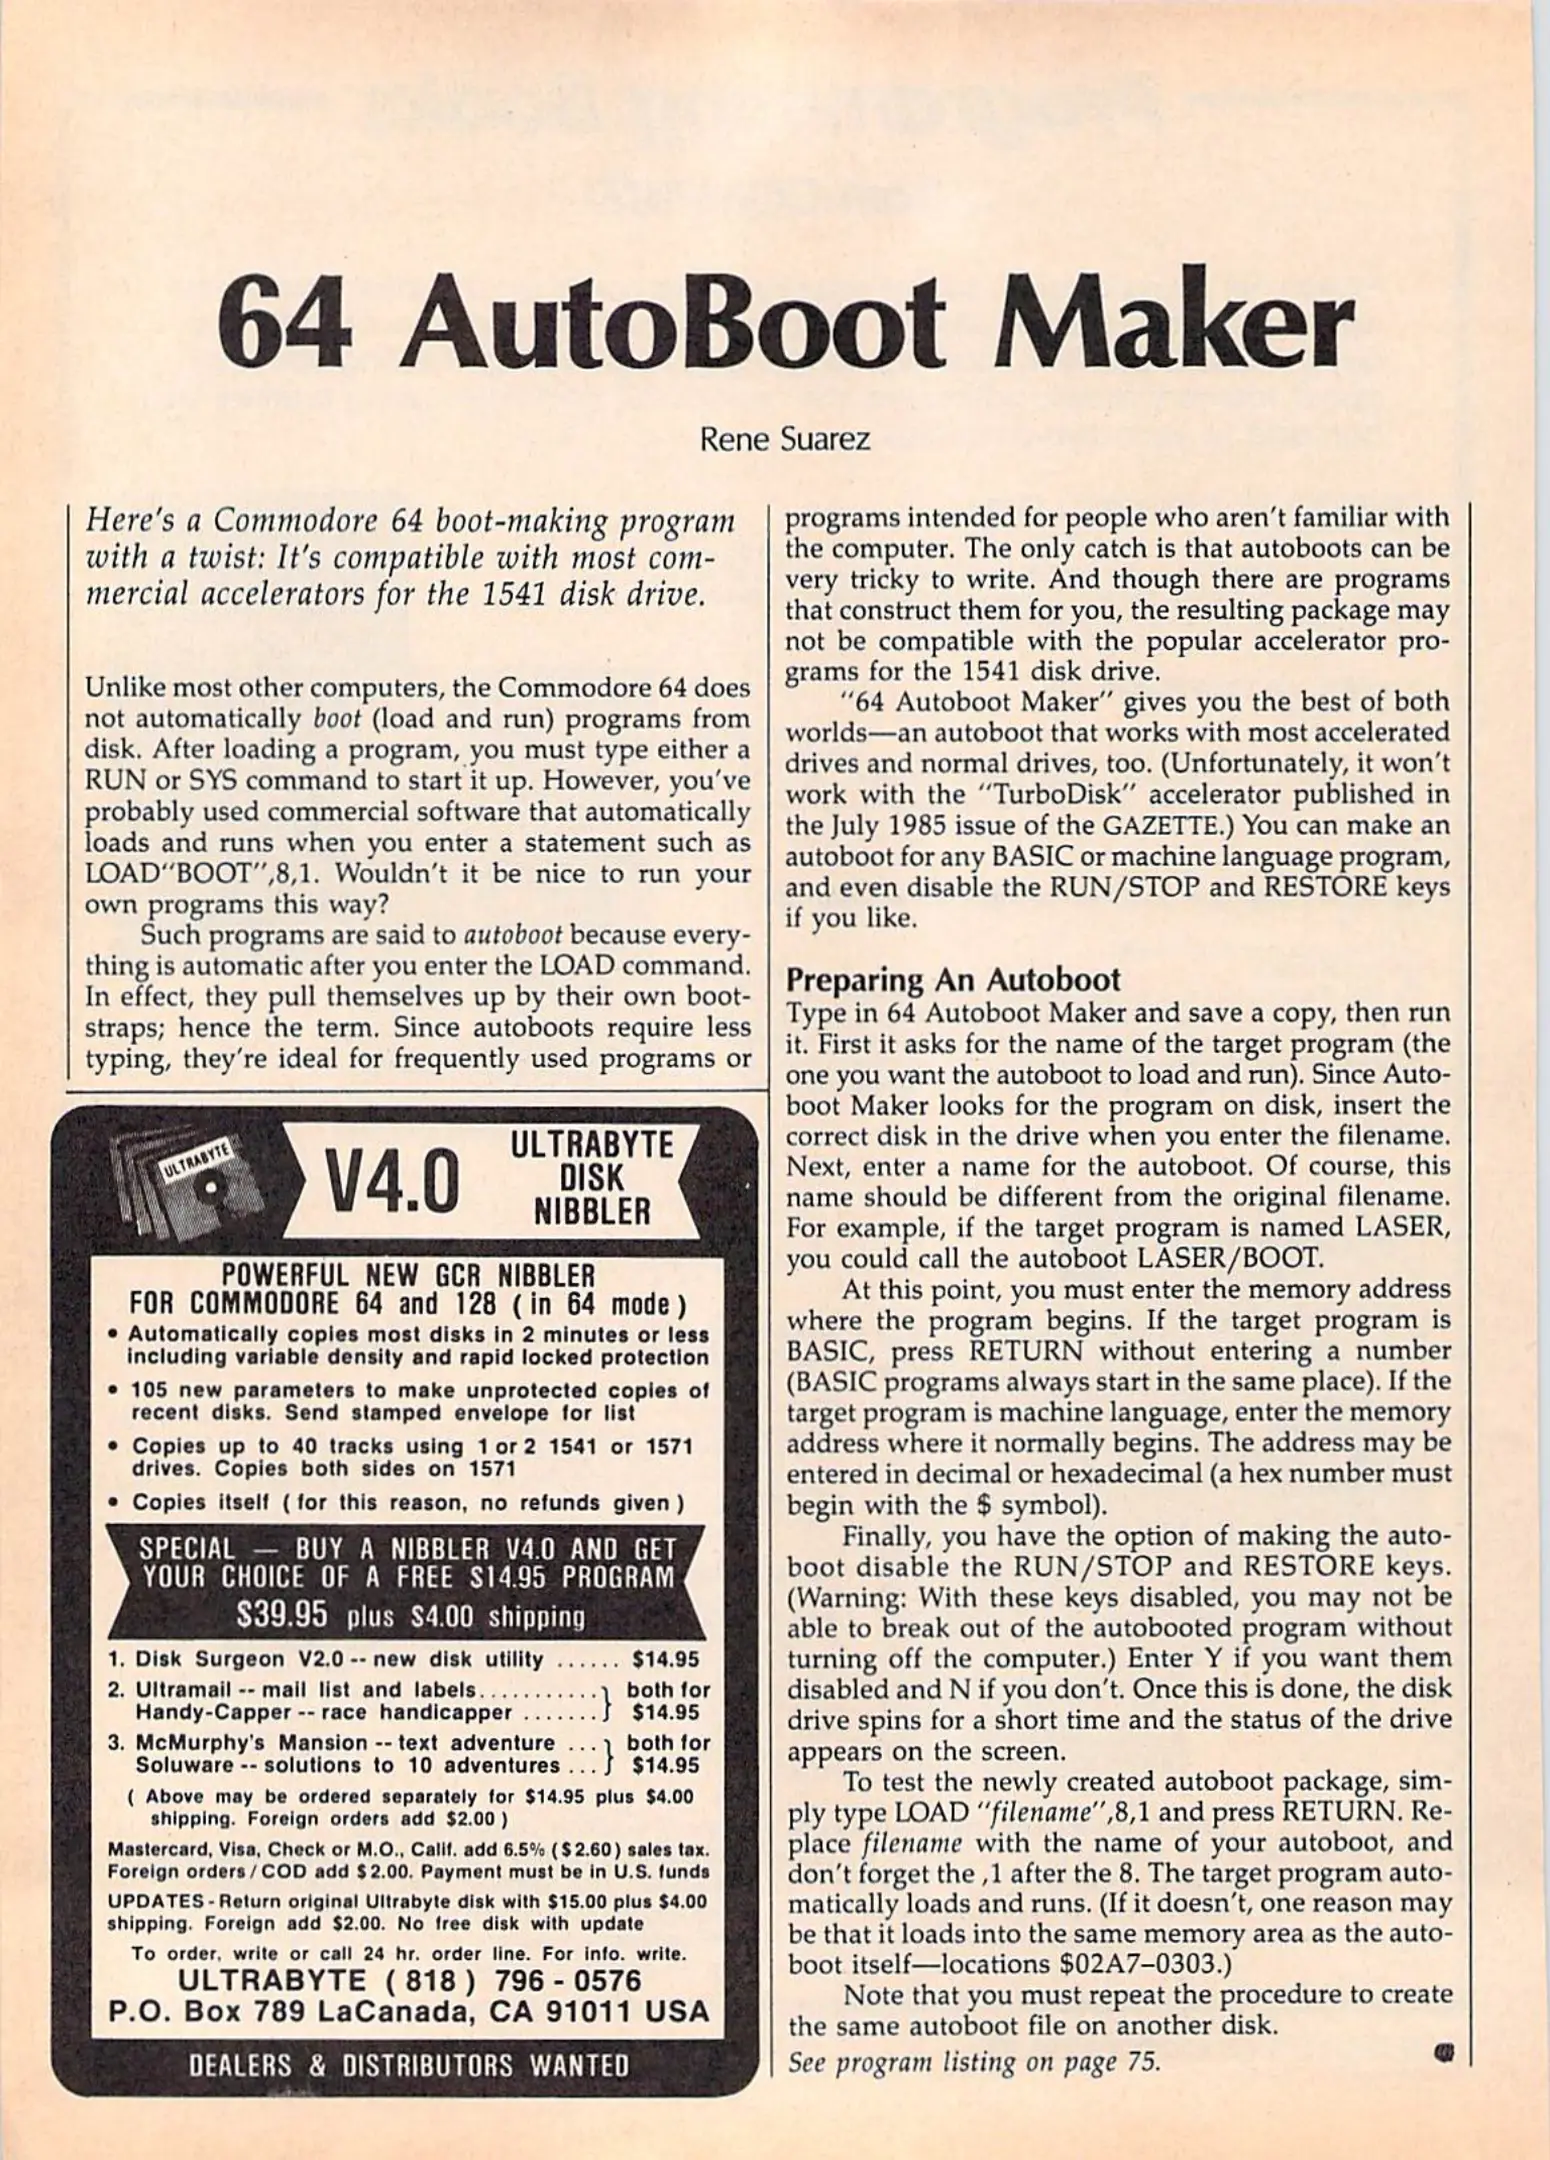 64 AutoBoot Maker
Rene Suarez
Here's a Commodore 64 boot-making program
with a twist: It's compatible with most com-
mercial accelerators for the 1541 disk drive.
Unlike most other computers, the Commodore 64 does
not automatically boot (load and run) programs from
disk. After loading a program, you must type either a
RUN or SYS command to start it up. However, you've
probably used commercial software that automatically
loads and runs when you enter a statement such as
LOAD"BOOT",8,1. Wouldn't it be nice to run your
own programs this way?
Such programs are said to autoboot because every-
thing is automatic after you enter the LOAD command.
In effect, they pull themselves up by their own boot-
straps; hence the term. Since autoboots require less
typing, they're ideal for frequently used programs or
programs intended for people who aren't familiar with
the computer. The only catch is that autoboots can be
very tricky to write. And though there are programs
that construct them for you, the resulting package may
not be compatible with the popular accelerator pro-
grams for the 1541 disk drive.
"64 Autoboot Maker" gives you the best of both
worlds—an autoboot that works with most accelerated
drives and normal drives, too. (Unfortunately, it won't
work with the "TurboDisk" accelerator published in
the July 1985 issue of the GAZETTE.) You can make an
autoboot for any BASIC or machine language program,
and even disable the RUN/STOP and RESTORE keys
if you like.
Preparing An Autoboot
Type in 64 Autoboot Maker and save a copy, then run
it. First it asks for the name of the target program (the
one you want the autoboot to load and run). Since Auto-
boot Maker looks for the program on disk, insert the
correct disk in the drive when you enter the filename.
Next, enter a name for the autoboot. Of course, this
name should be different from the original filename.
For example, if the target program is named LASER,
you could call the autoboot LASER/BOOT.
At this point, you must enter the memory address
where the program begins. If the target program is
BASIC, press RETURN without entering a number
(BASIC programs always start in the same place). If the
target program is machine language, enter the memory
address where it normally begins. The address may be
entered in decimal or hexadecimal (a hex number must
begin with the $ symbol).
Finally, you have the option of making the auto-
boot disable the RUN/STOP and RESTORE keys.
(Warning: With these keys disabled, you may not be
able to break out of the autobooted program without
turning off the computer.) Enter Y if you want them
disabled and N if you don't. Once this is done, the disk
drive spins for a short time and the status of the drive
appears on the screen.
To test the newly created autoboot package, sim-
ply type LOAD "filename",8,1 and press RETURN. Re-
place filename with the name of your autoboot, and
don't forget the ,1 after the 8. The target program auto-
matically loads and runs. (If it doesn't, one reason may
be that it loads into the same memory area as the auto-
boot itself—locations $02A7–0303.)
Note that you must repeat the procedure to create
the same autoboot file on another disk.
See program listing on page 75.
ULTRABYTE
V4.0
ULTRABYTE
DISK
NIBBLER
POWERFUL NEW GCR NIBBLER
FOR COMMODORE 64 and 128 ( in 64 mode )
• Automatically copies most disks in 2 minutes or less
including variable density and rapid locked protection
• 105 new parameters to make unprotected copies of
recent disks. Send stamped envelope for list
• Copies up to 40 tracks using 1 or 2 1541 or 1571
drives. Copies both sides on 1571
• Copies itself ( for this reason, no refunds given )
SPECIAL — BUY A NIBBLER V4.0 AND GET
YOUR CHOICE OF A FREE $14.95 PROGRAM
$39.95 plus $4.00 shipping
1. Disk Surgeon V2.0 -- new disk utility ...... $14.95
2. Ultramail -- mail list and labels........... } both for
Handy-Capper -- race handicapper ....... } $14.95
3. McMurphy's Mansion -- text adventure ... } both for
Soluware -- solutions to 10 adventures ... } $14.95
( Above may be ordered separately for $14.95 plus $4.00
shipping. Foreign orders add $2.00 )
Mastercard, Visa, Check or M.O., Calif. add 6.5% ( $2.60 ) sales tax.
Foreign orders / COD add $2.00. Payment must be in U.S. funds
UPDATES - Return original Ultrabyte disk with $15.00 plus $4.00
shipping. Foreign add $2.00. No free disk with update
To order, write or call 24 hr. order line. For info. write.
ULTRABYTE ( 818 ) 796 - 0576
P.O. Box 789 LaCanada, CA 91011 USA
DEALERS & DISTRIBUTORS WANTED